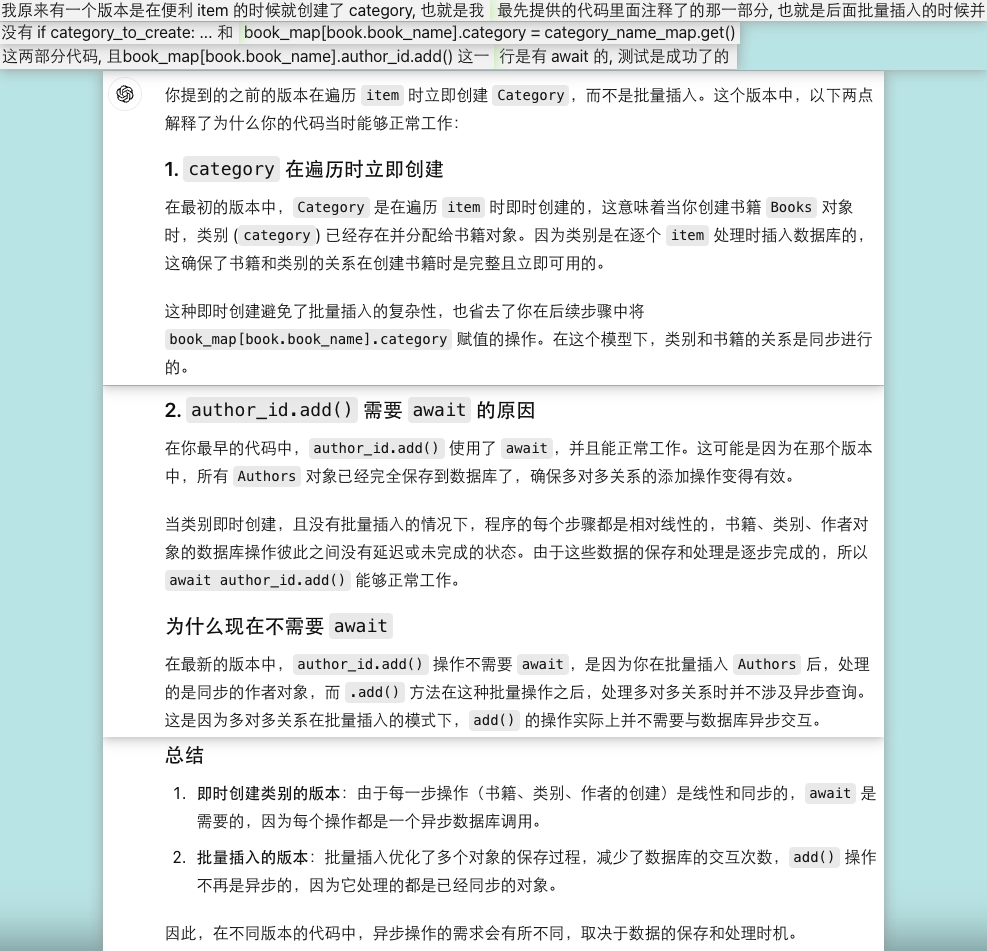 我原来有一个版本是在便利 item 的时候就创建了 category, 也就是我 最先提供的代码里面注释了的那一部分, 也就是后面批量插入的时候并
没有 if category_to_create: ... 和 book_map[book.book_name].category = category_name_map.get()
这两部分代码, 且book_map[book.book_name].author_id.add() 这一 行是有 await 的, 测试是成功了的
你提到的之前的版本在遍历 item 时立即创建 Category，而不是批量插入。这个版本中，以下两点
解释了为什么你的代码当时能够正常工作：
1. category 在遍历时立即创建
在最初的版本中， Category 是在遍历 item 时即时创建的，这意味着当你创建书籍 Books 对象
时，类别 ( category ) 已经存在并分配给书籍对象。因为类别是在逐个 item 处理时插入数据库的，
这确保了书籍和类别的关系在创建书籍时是完整且立即可用的。
这种即时创建避免了批量插入的复杂性，也省去了你在后续步骤中将
book_map[book.book_name].category 赋值的操作。在这个模型下，类别和书籍的关系是同步进行
的。
2. author_id.add() 需要 await 的原因
在你最早的代码中， author_id.add() 使用了 await ，并且能正常工作。这可能是因为在那个版本
中，所有 Authors 对象已经完全保存到数据库了，确保多对多关系的添加操作变得有效。
当类别即时创建，且没有批量插入的情况下，程序的每个步骤都是相对线性的，书籍、类别、作者对
象的数据库操作彼此之间没有延迟或未完成的状态。由于这些数据的保存和处理是逐步完成的，所以
await author_id.add() 能够正常工作。
为什么现在不需要 await
在最新的版本中， author_id.add() 操作不需要 await ，是因为你在批量插入 Authors 后，处理
的是同步的作者对象，而 .add() 方法在这种批量操作之后，处理多对多关系时并不涉及异步查询。
这是因为多对多关系在批量插入的模式下， add() 的操作实际上并不需要与数据库异步交互。
总结
1. 即时创建类别的版本：由于每一步操作（书籍、类别、作者的创建）是线性和同步的， await 是
需要的，因为每个操作都是一个异步数据库调用。
2. 批量插入的版本：批量插入优化了多个对象的保存过程，减少了数据库的交互次数， add() 操作
不再是异步的，因为它处理的都是已经同步的对象。
因此，在不同版本的代码中，异步操作的需求会有所不同，取决于数据的保存和处理时机。